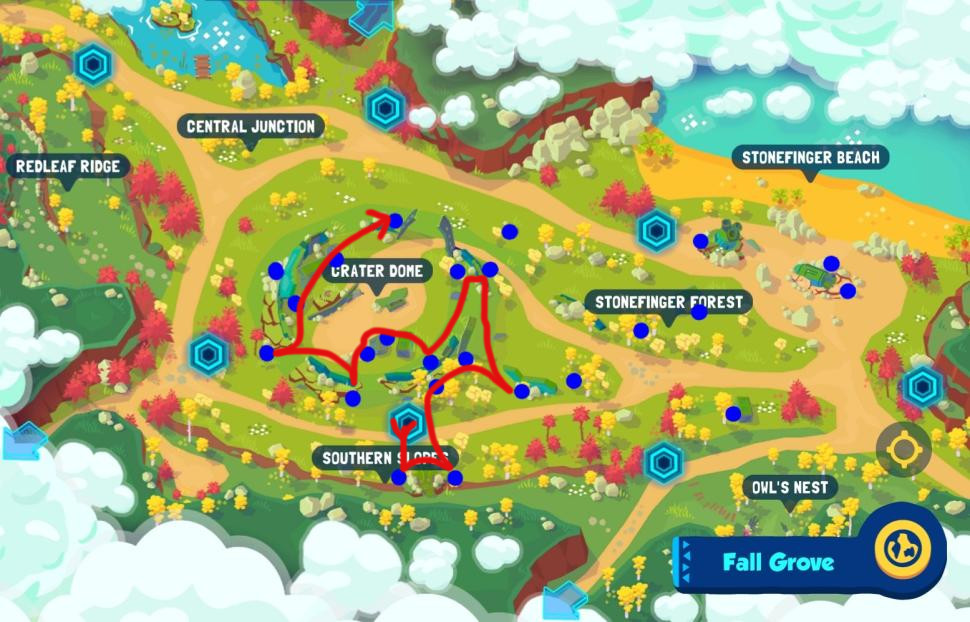 CENTRAL JUNCTION
REDLEAF RIDGE
STONEFINGER BEACH
CRATER DOME
STONEFINGER FOREST
SOUTHERN SLOPES
OWL'S NEST
Fall Grove